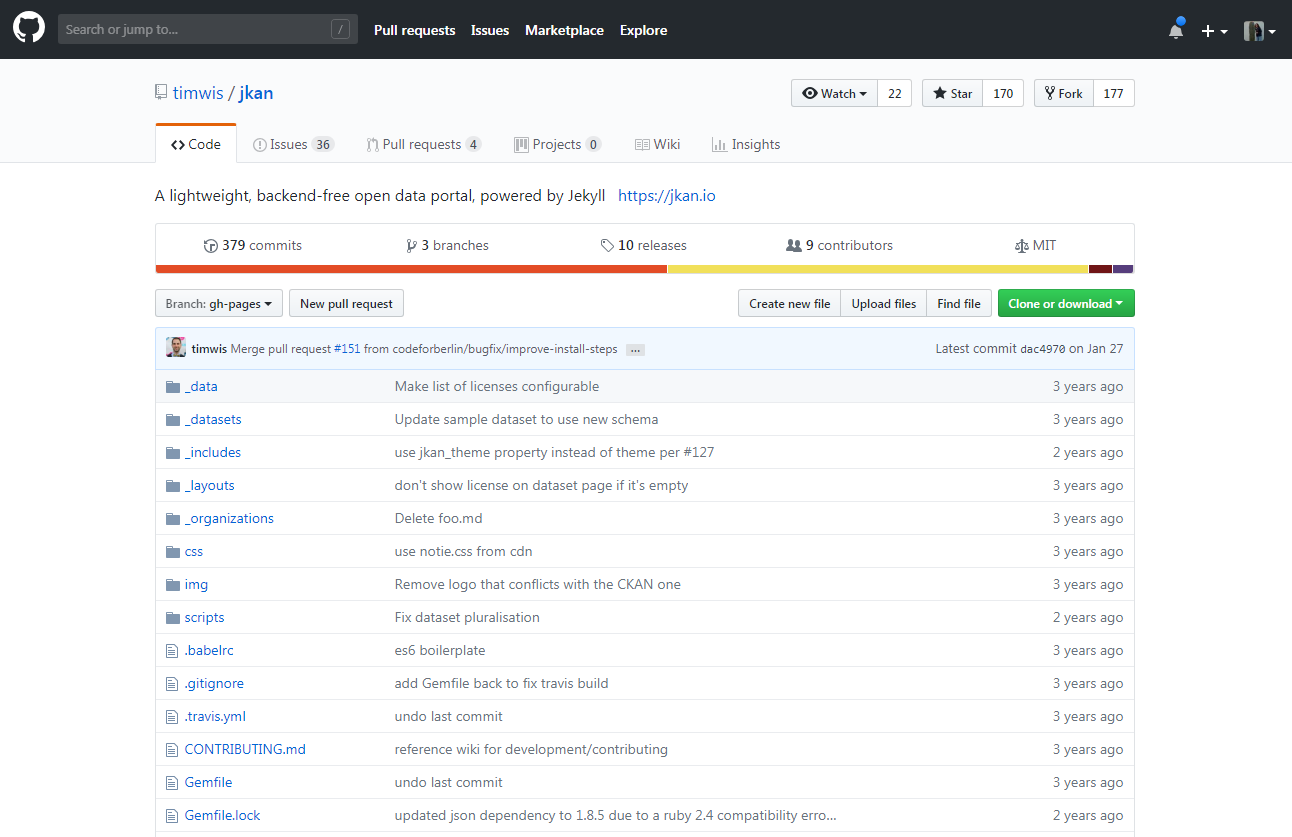 Search or jump to... / Pull requests Issues Marketplace Explore
timwis / jkan Watch 22 Star 170 Fork 177
Code Issues 36 Pull requests 4 Projects 0 Wiki Insights
A lightweight, backend-free open data portal, powered by Jekyll https://jkan.io
379 commits 3 branches 10 releases 9 contributors MIT
Branch: gh-pages New pull request Create new file Upload files Find file Clone or download
timwis Merge pull request #151 from codeforberlin/bugfix/improve-install-steps ... Latest commit dac4970 on Jan 27
_data Make list of licenses configurable 3 years ago
_datasets Update sample dataset to use new schema 3 years ago
_includes use jkan_theme property instead of theme per #127 2 years ago
_layouts don't show license on dataset page if it's empty 3 years ago
_organizations Delete foo.md 3 years ago
css use notie.css from cdn 3 years ago
img Remove logo that conflicts with the CKAN one 3 years ago
scripts Fix dataset pluralisation 2 years ago
.babelrc es6 boilerplate 3 years ago
.gitignore add Gemfile back to fix travis build 3 years ago
.travis.yml undo last commit 3 years ago
CONTRIBUTING.md reference wiki for development/contributing 3 years ago
Gemfile undo last commit 3 years ago
Gemfile.lock updated json dependency to 1.8.5 due to a ruby 2.4 compatibility erro... 2 years ago